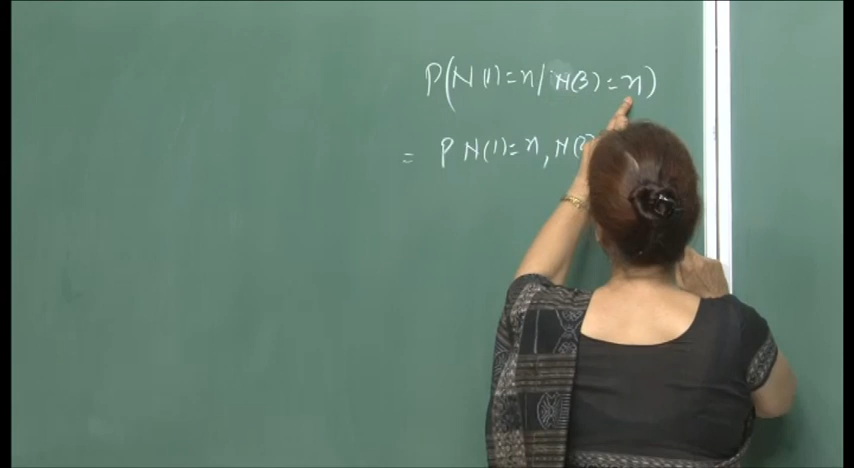 P(N(1)=n/N(3)=n)
= P N(1)=n, N(3)